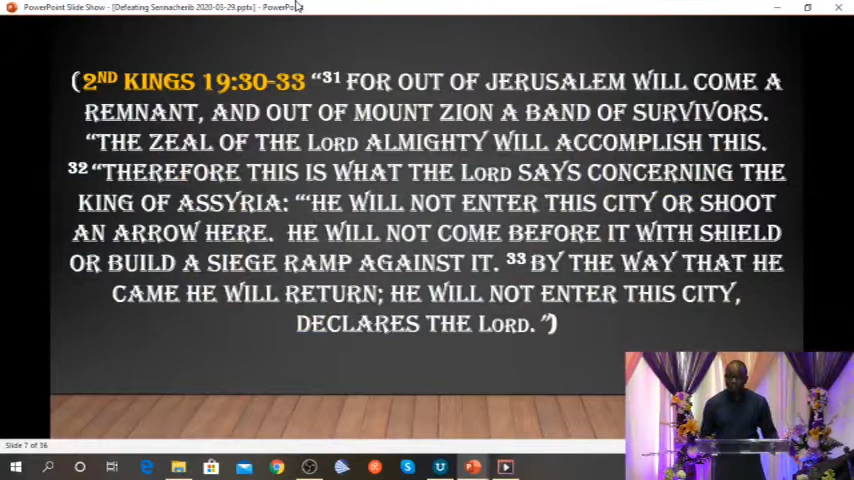 PowerPoint Slide Show - [Defeating Sennacherib 2020-03-29.pptx] - PowerPoint
(2ND KINGS 19:30-33 “31 FOR OUT OF JERUSALEM WILL COME A
REMNANT, AND OUT OF MOUNT ZION A BAND OF SURVIVORS.
“THE ZEAL OF THE LORD ALMIGHTY WILL ACCOMPLISH THIS.
32 “THEREFORE THIS IS WHAT THE LORD SAYS CONCERNING THE
KING OF ASSYRIA: “‘HE WILL NOT ENTER THIS CITY OR SHOOT
AN ARROW HERE. HE WILL NOT COME BEFORE IT WITH SHIELD
OR BUILD A SIEGE RAMP AGAINST IT. 33 BY THE WAY THAT HE
CAME HE WILL RETURN; HE WILL NOT ENTER THIS CITY,
DECLARES THE LORD. ”)
Slide 7 of 36